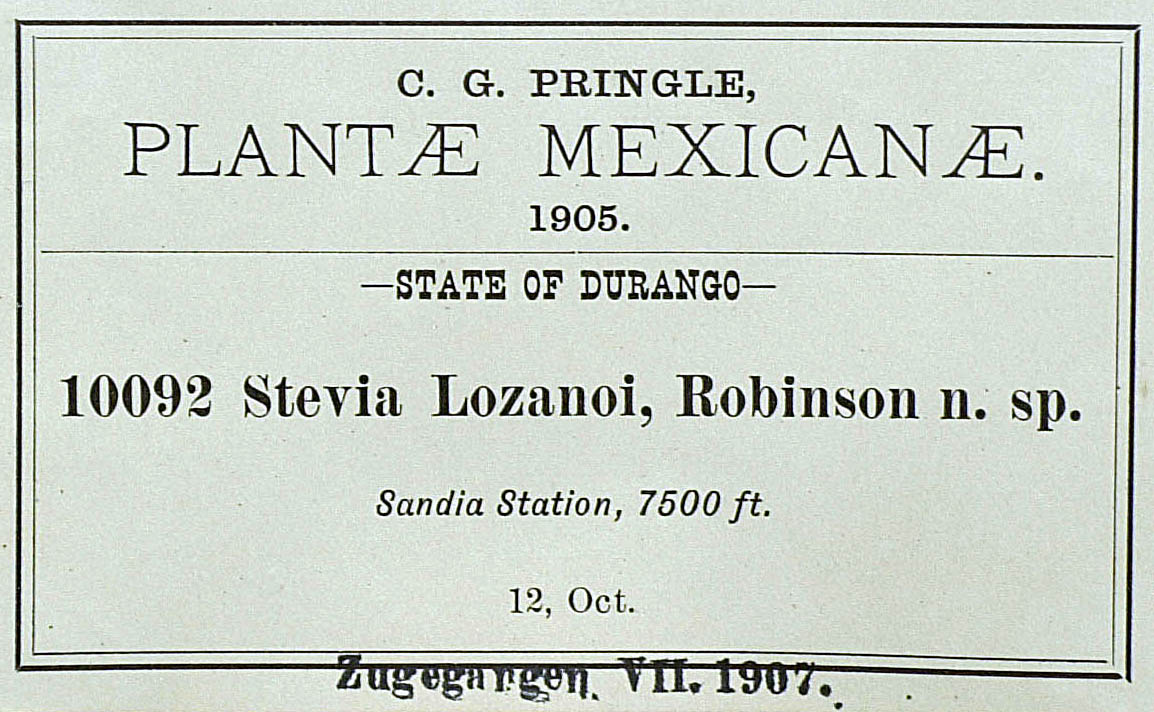 C. G. PRINGLE,
PLANTÆ MEXICANÆ.
1905.
—STATE OF DURANGO—
10092 Stevia Lozanoi, Robinson n. sp.
Sandia Station, 7500 ft.
12, Oct.
Zugegangen. VII. 1907.